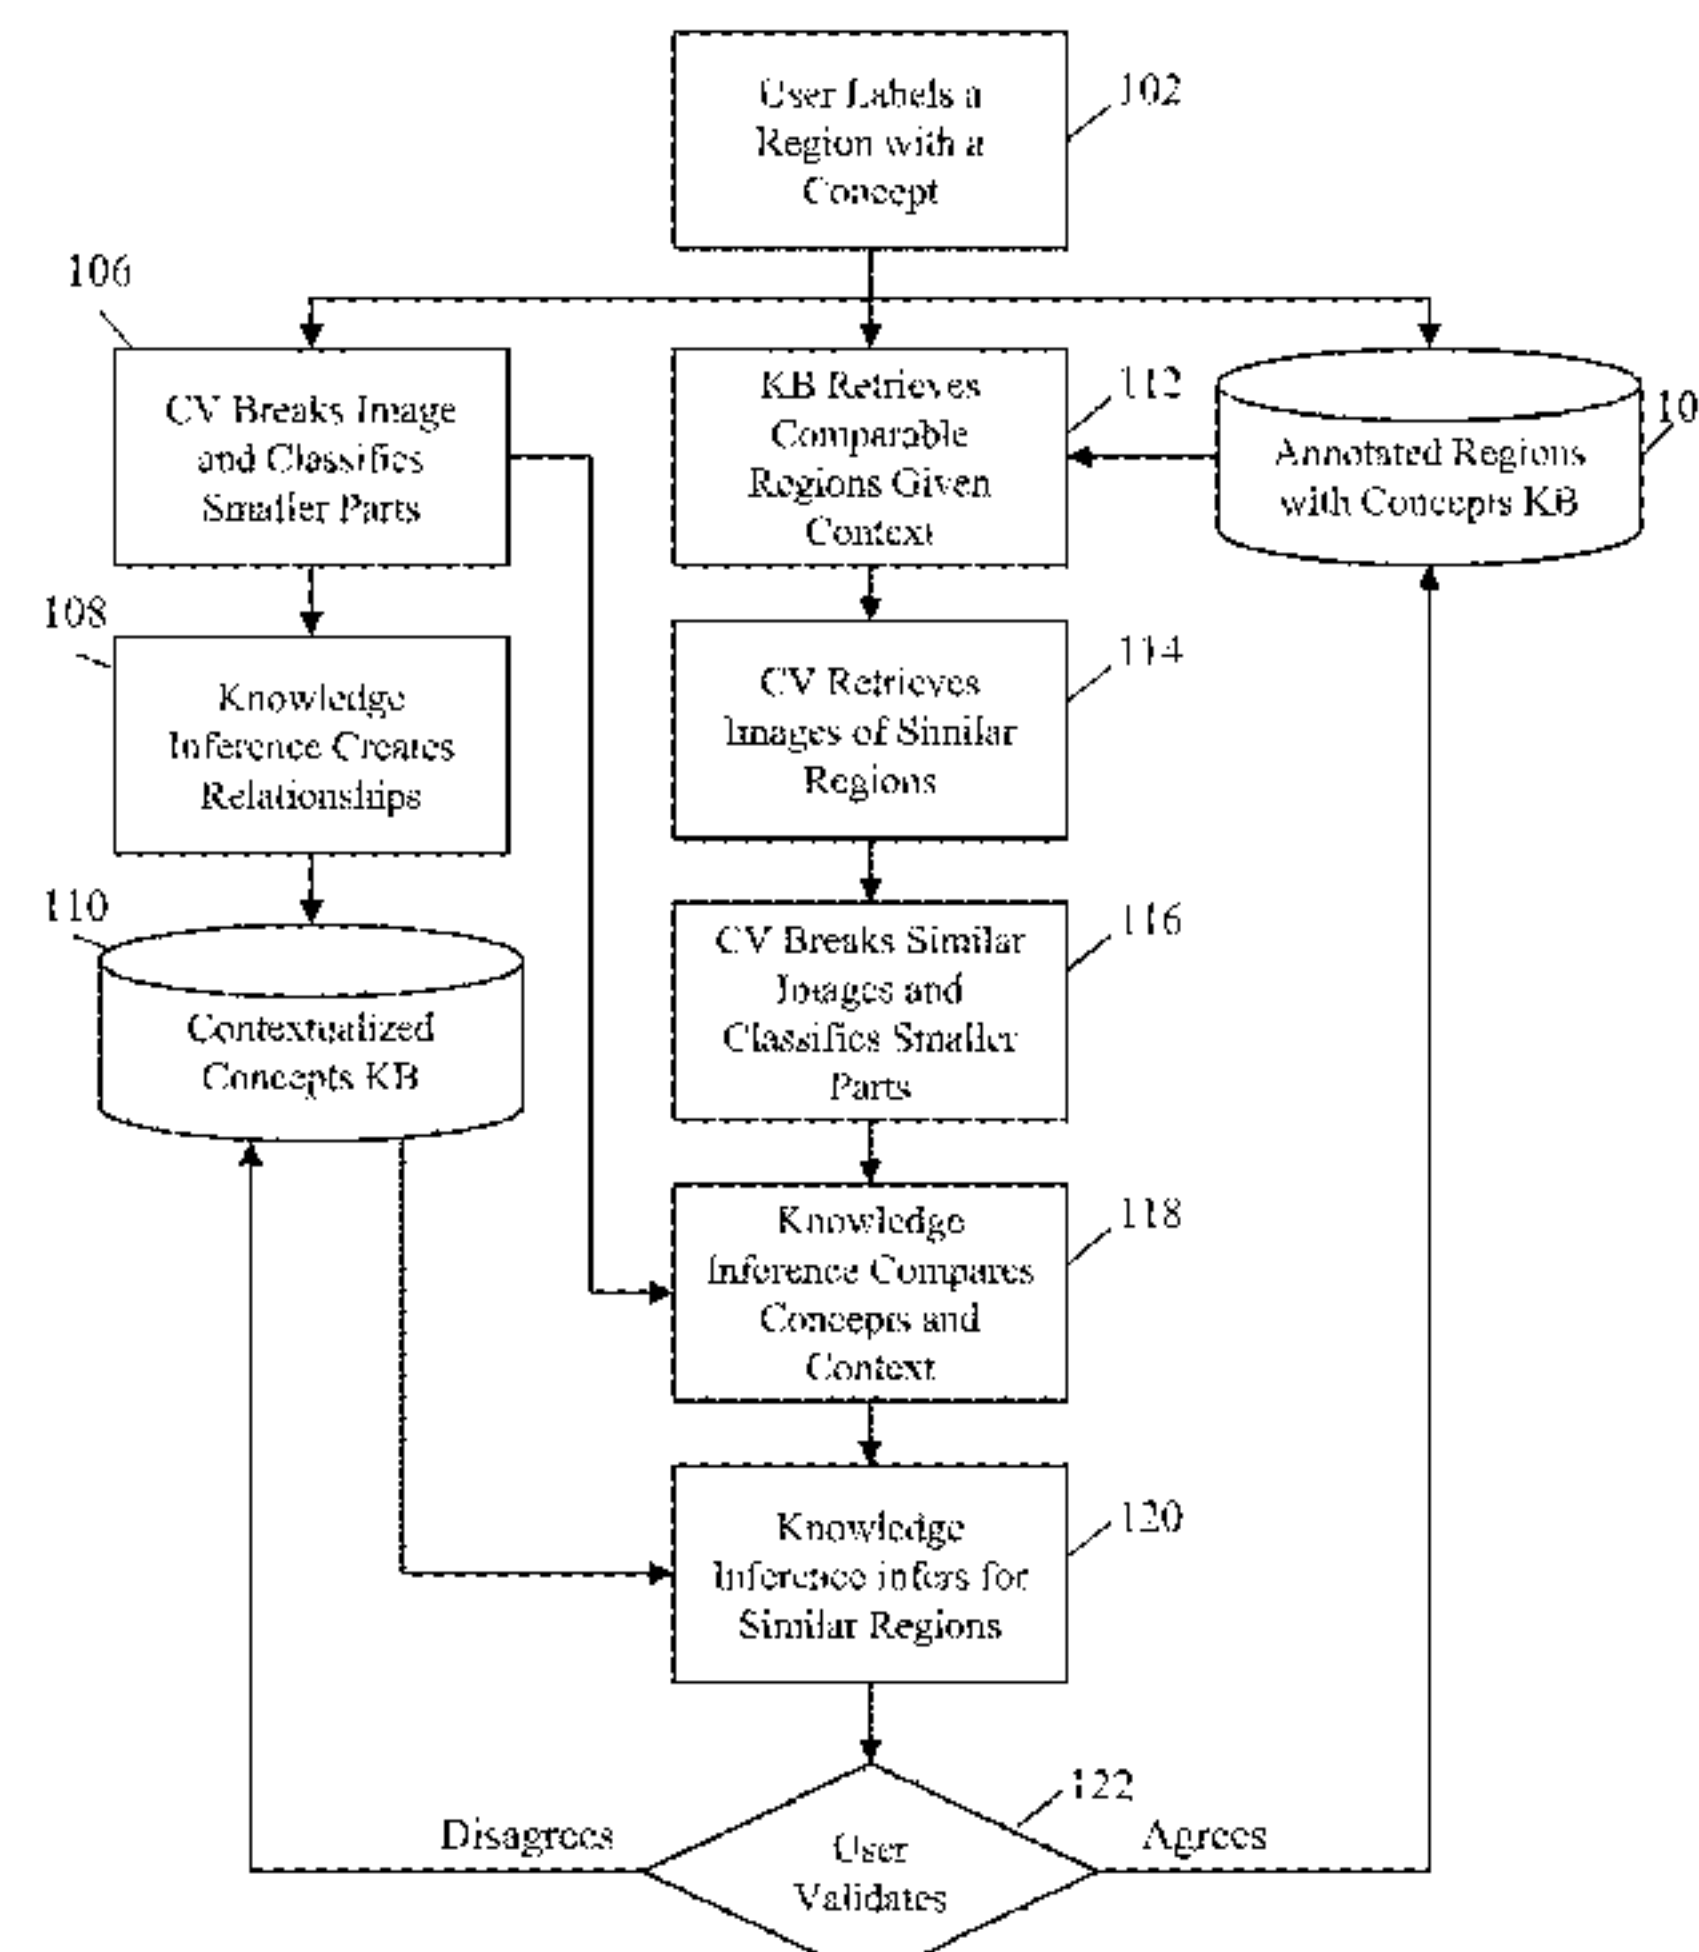 User Labels a
Region with a
Concept
102
106
CV Breaks Image
and Classifies
Smaller Parts
KB Retrieves
Comparable
Regions Given
Context
112
Annotated Regions
with Concepts KB
10
108
Knowledge
Inference Creates
Relationships
CV Retrieves
Images of Similar
Regions
114
110
Contextualized
Concepts KB
CV Breaks Similar
Images and
Classifies Smaller
Parts
116
Knowledge
Inference Compares
Concepts and
Context
118
Knowledge
Inference infers for
Similar Regions
120
Disagrees
User
Validates
122
Agrees